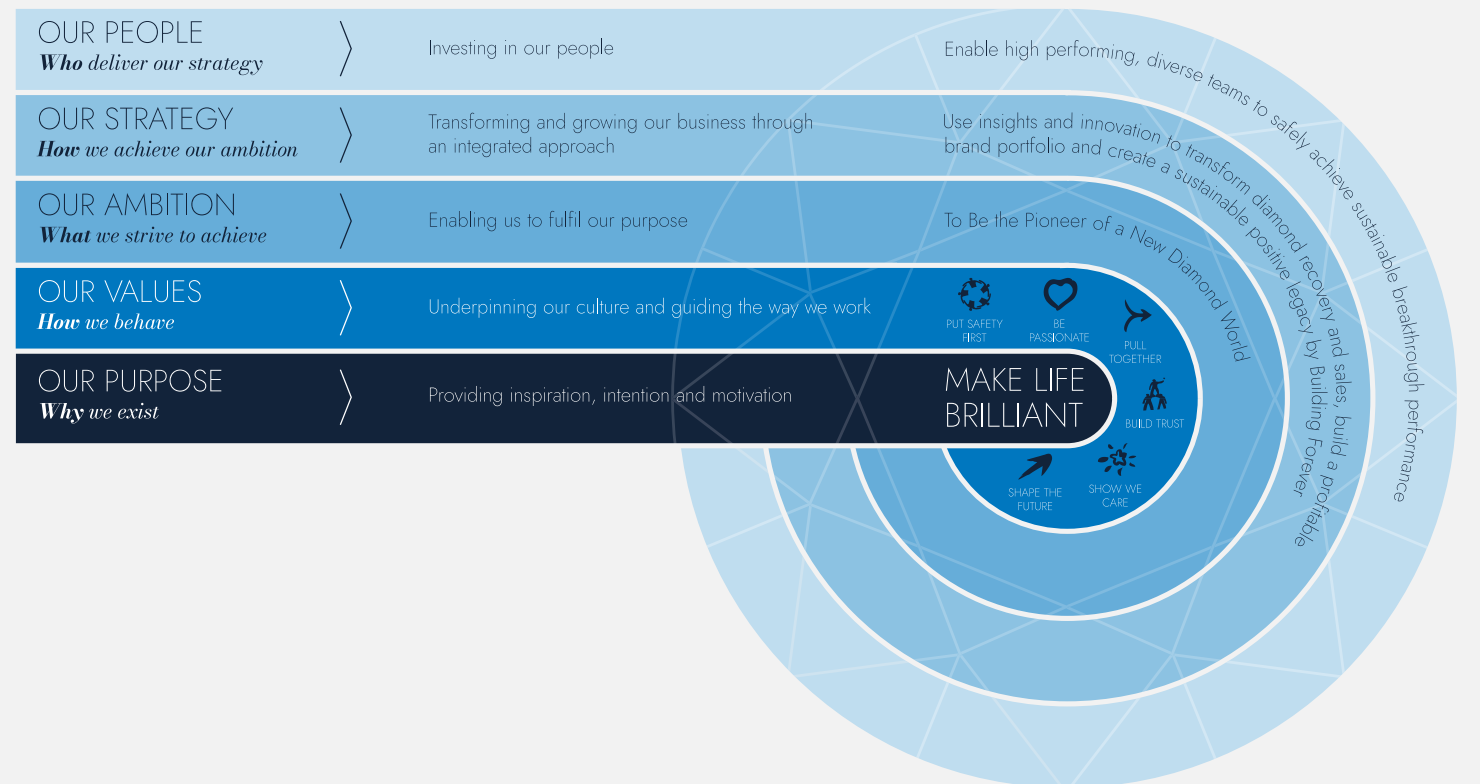 OUR PEOPLE
Who deliver our strategy
Investing in our people
Enable high performing, diverse teams to safely achieve sustainable breakthrough performance
OUR STRATEGY
How we achieve our ambition
Transforming and growing our business through
an integrated approach
Use insights and innovation to transform diamond recovery and sales, build a profitable
brand portfolio and create a sustainable positive legacy by Building Forever
OUR AMBITION
What we strive to achieve
Enabling us to fulfil our purpose
To Be the Pioneer of a New Diamond World
OUR VALUES
How we behave
Underpinning our culture and guiding the way we work
PUT SAFETY
FIRST
BE
PASSIONATE
PULL
TOGETHER
BUILD TRUST
SHOW WE
CARE
SHAPE THE
FUTURE
OUR PURPOSE
Why we exist
Providing inspiration, intention and motivation
MAKE LIFE
BRILLIANT